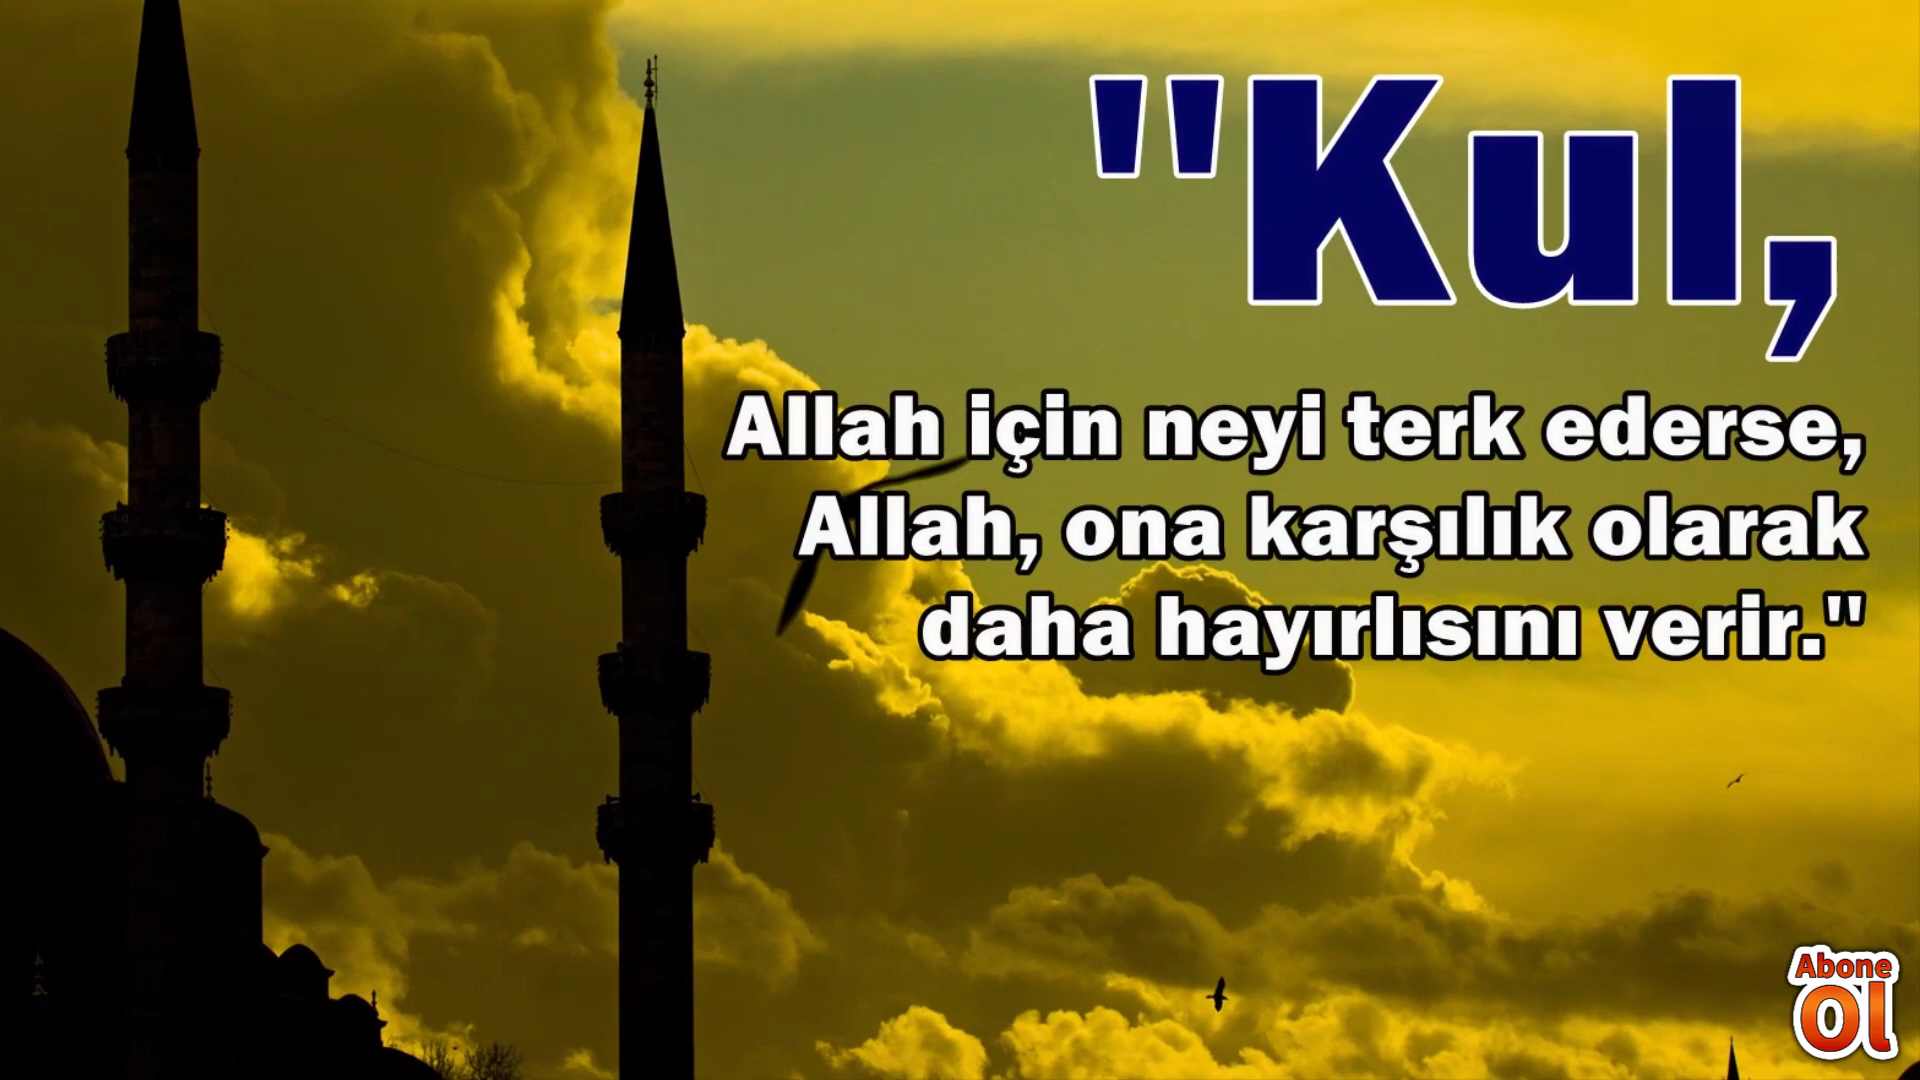 "Kul,
Allah için neyi terk ederse,
Allah, ona karşılık olarak
daha hayırlısını verir."
Abone
Ol